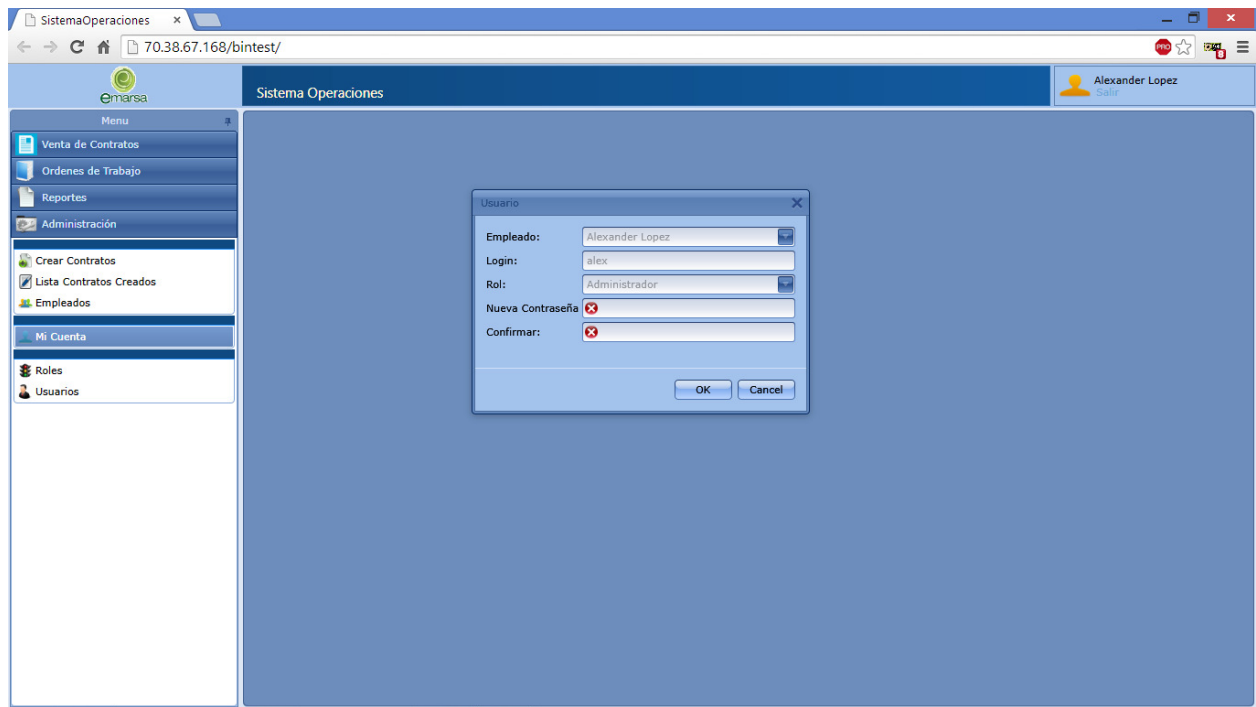 SistemaOperaciones
70.38.67.168/bintest/
PRO
emarsa
Sistema Operaciones
Alexander Lopez
Salir
Menu
Venta de Contratos
Ordenes de Trabajo
Reportes
Administración
Crear Contratos
Lista Contratos Creados
Empleados
Mi Cuenta
Roles
Usuarios
Usuario
Empleado: Alexander Lopez
Login: alex
Rol: Administrador
Nueva Contraseña
Confirmar:
OK Cancel